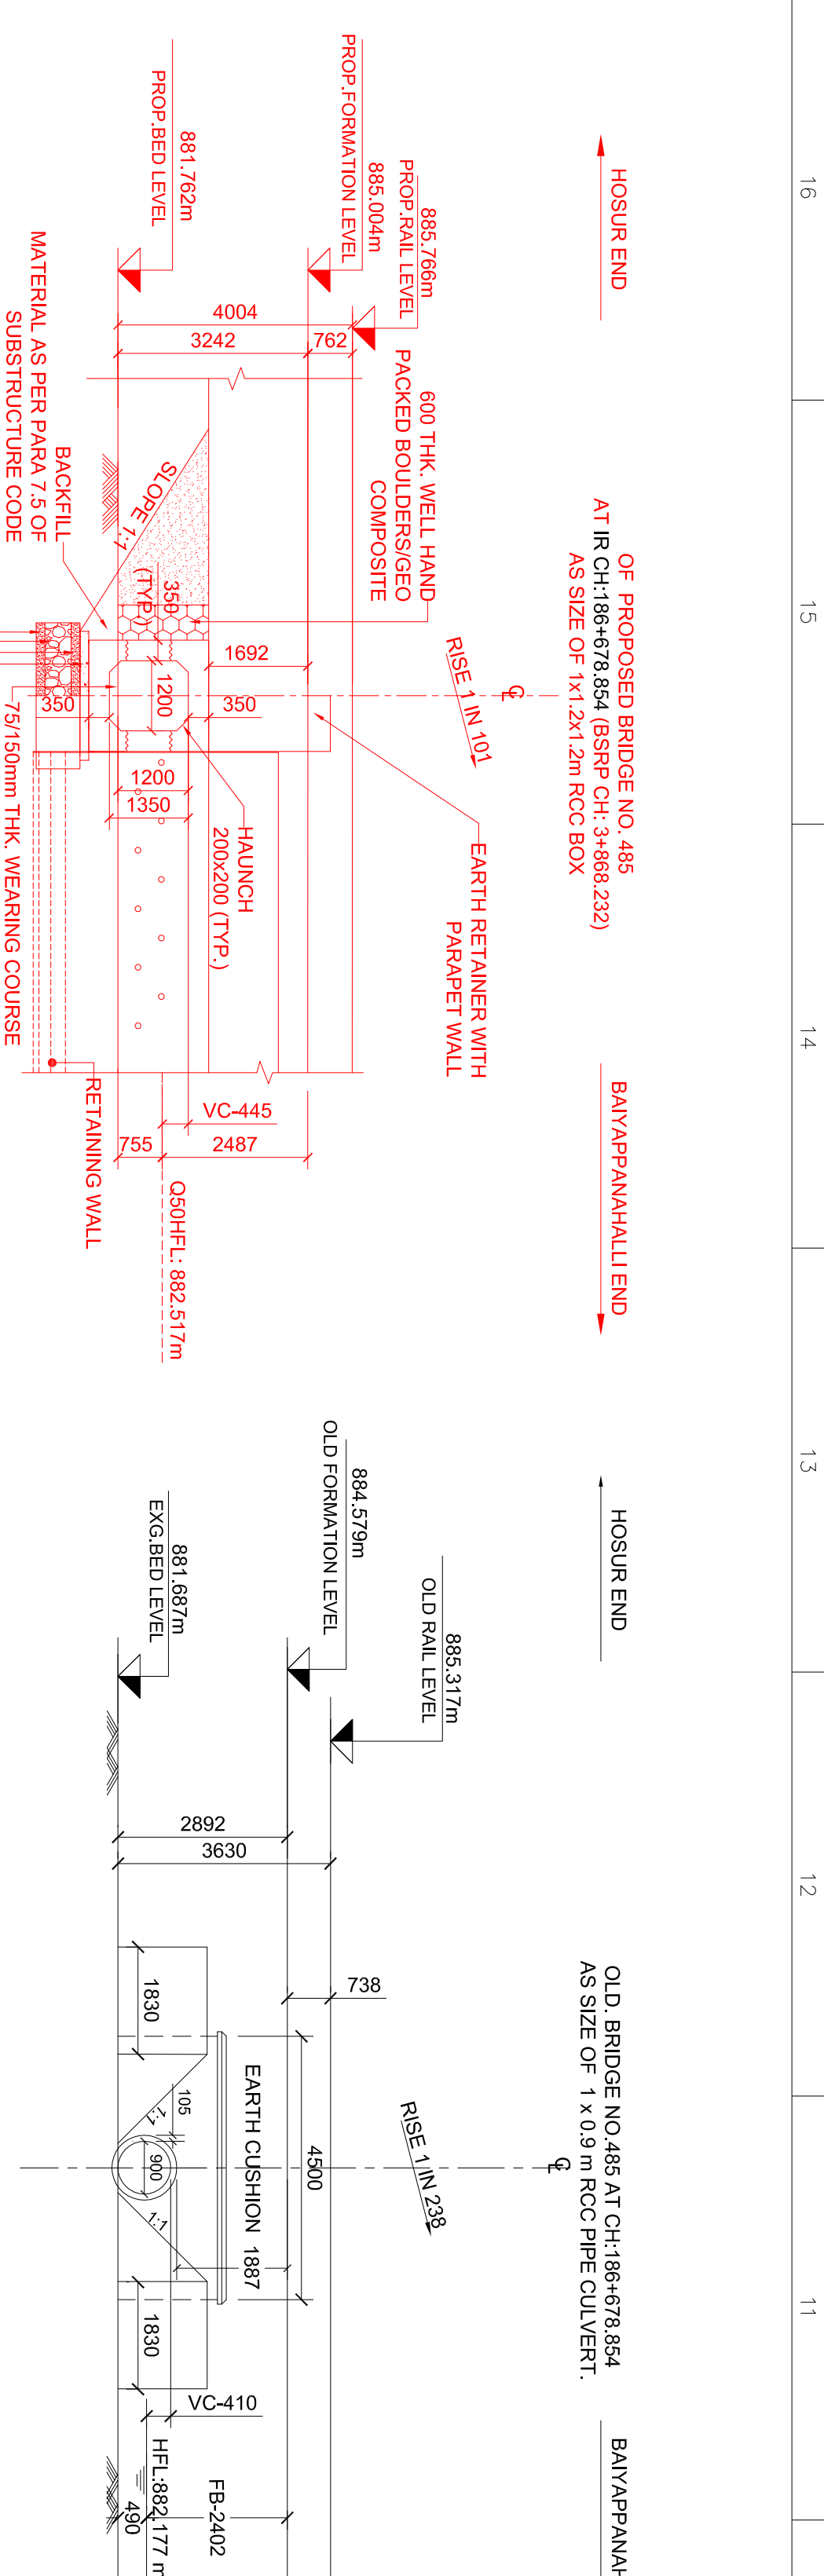 16
15
14
13
12
11
HOSUR END
OF PROPOSED BRIDGE NO. 485
AT IR CH:186+678.854 (BSRP CH: 3+868.232)
AS SIZE OF 1x1.2x1.2m RCC BOX
BAIYAPPANAHALLI END
885.766m
PROP.RAIL LEVEL
885.004m
PROP.FORMATION LEVEL
881.762m
PROP.BED LEVEL
4004
3242
762
600 THK. WELL HAND
PACKED BOULDERS/GEO
COMPOSITE
RISE 1 IN 101
CL
EARTH RETAINER WITH
PARAPET WALL
SLOPE 1:1
350
(TYP.)
1692
1200
350
350
1200
1350
HAUNCH
200x200 (TYP.)
BACKFILL
MATERIAL AS PER PARA 7.5 OF
SUBSTRUCTURE CODE
75/150mm THK. WEARING COURSE
RETAINING WALL
VC-445
755
2487
Q50HFL: 882.517m
HOSUR END
OLD. BRIDGE NO.485 AT CH:186+678.854
AS SIZE OF 1 x 0.9 m RCC PIPE CULVERT.
BAIYAPPANAH
885.317m
OLD RAIL LEVEL
884.579m
OLD FORMATION LEVEL
881.687m
EXG.BED LEVEL
2892
3630
738
RISE 1 IN 238
CL
4500
EARTH CUSHION 1887
1830
105
1:1
900
1:1
1830
VC-410
HFL:882.177 m
490
FB-2402